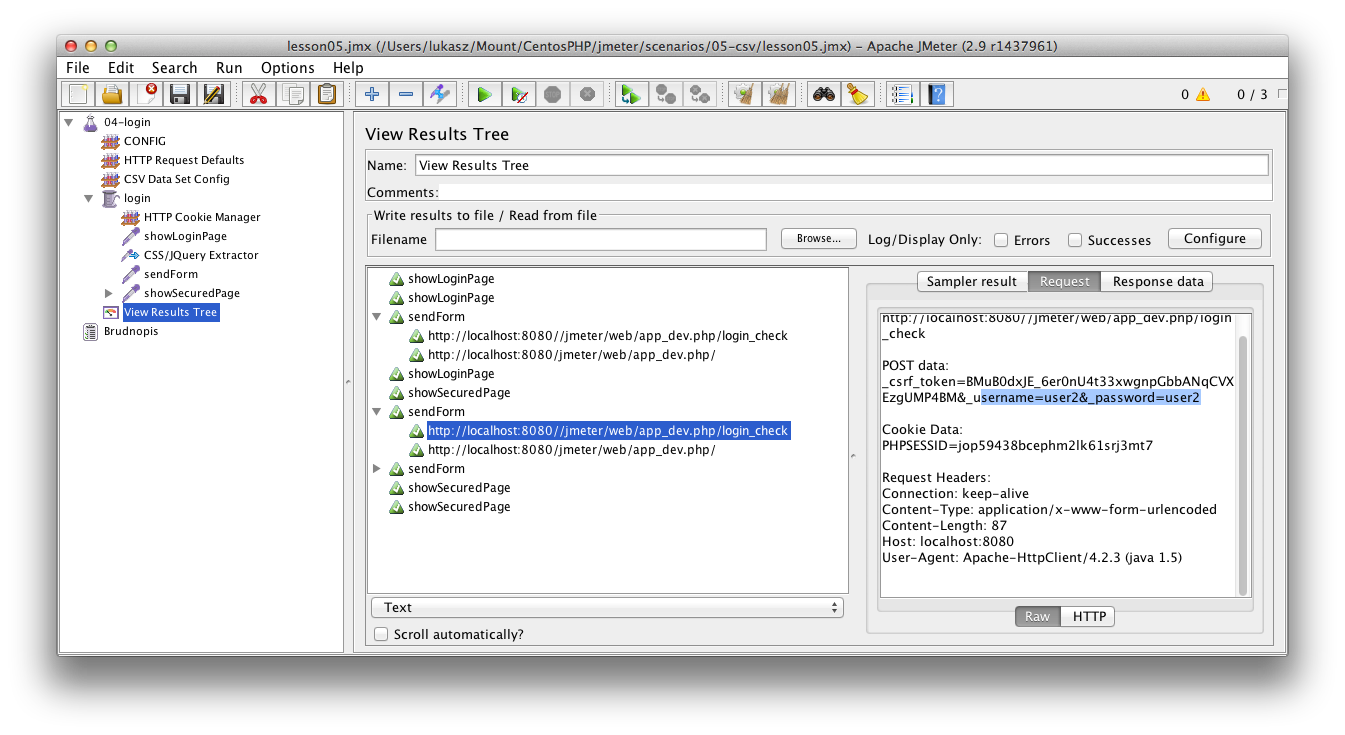 lesson05.jmx (/Users/lukasz/Mount/CentosPHP/jmeter/scenarios/05-csv/lesson05.jmx) – Apache JMeter (2.9 r1437961)
File Edit Search Run Options Help
0 0 / 3
04-login
CONFIG
HTTP Request Defaults
CSV Data Set Config
login
HTTP Cookie Manager
showLoginPage
CSS/JQuery Extractor
sendForm
showSecuredPage
View Results Tree
Brudnopis
View Results Tree
Name: View Results Tree
Comments:
Write results to file / Read from file
Filename Browse... Log/Display Only: Errors Successes Configure
showLoginPage
showLoginPage
sendForm
http://localhost:8080//jmeter/web/app_dev.php/login_check
http://localhost:8080/jmeter/web/app_dev.php/
showLoginPage
showSecuredPage
sendForm
http://localhost:8080//jmeter/web/app_dev.php/login_check
http://localhost:8080/jmeter/web/app_dev.php/
sendForm
showSecuredPage
showSecuredPage
Text
Scroll automatically?
Sampler result Request Response data
http://localhost:8080//jmeter/web/app_dev.php/login
_check
POST data:
_csrf_token=BMuB0dxJE_6er0nU4t33xwgnpGbbANqCVX
EzgUMP4BM&_username=user2&_password=user2
Cookie Data:
PHPSESSID=jop59438bcephm2lk61srj3mt7
Request Headers:
Connection: keep-alive
Content-Type: application/x-www-form-urlencoded
Content-Length: 87
Host: localhost:8080
User-Agent: Apache-HttpClient/4.2.3 (java 1.5)
Raw HTTP